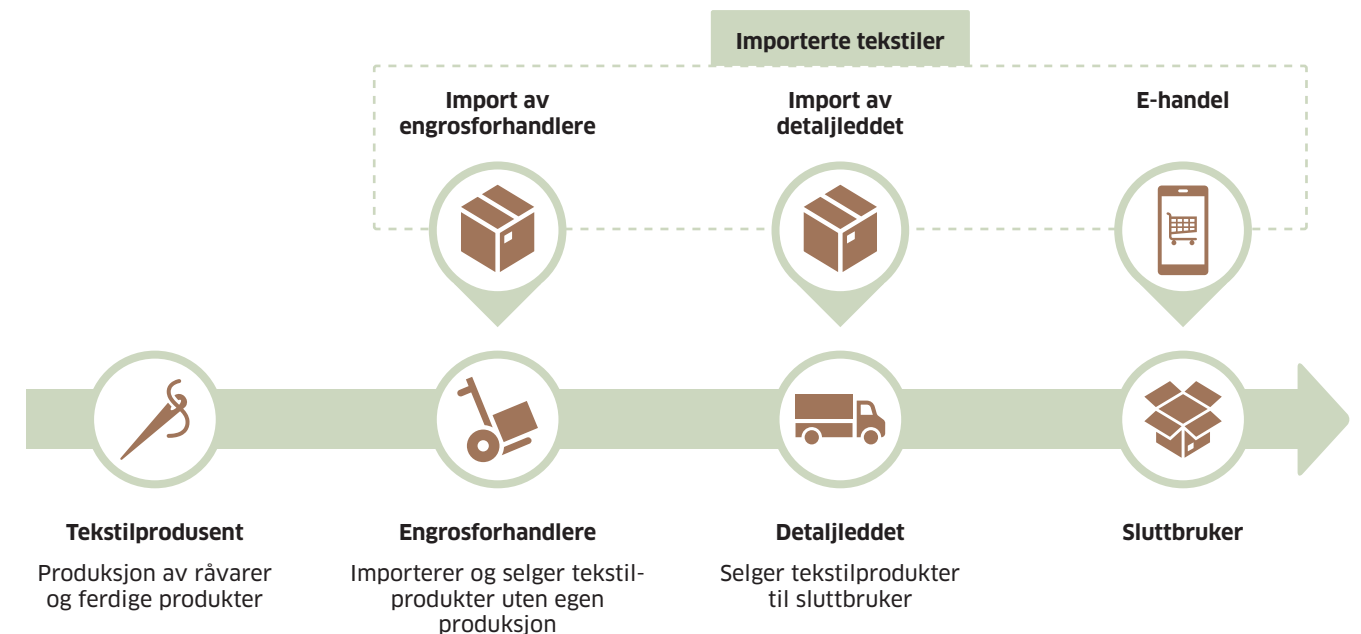 Importerte tekstiler
Import av
engrosforhandlere
Import av
detaljleddet
E-handel
Tekstilprodusent
Produksjon av råvarer
og ferdige produkter
Engrosforhandlere
Importerer og selger tekstil-
produkter uten egen
produksjon
Detaljleddet
Selger tekstilprodukter
til sluttbruker
Sluttbruker